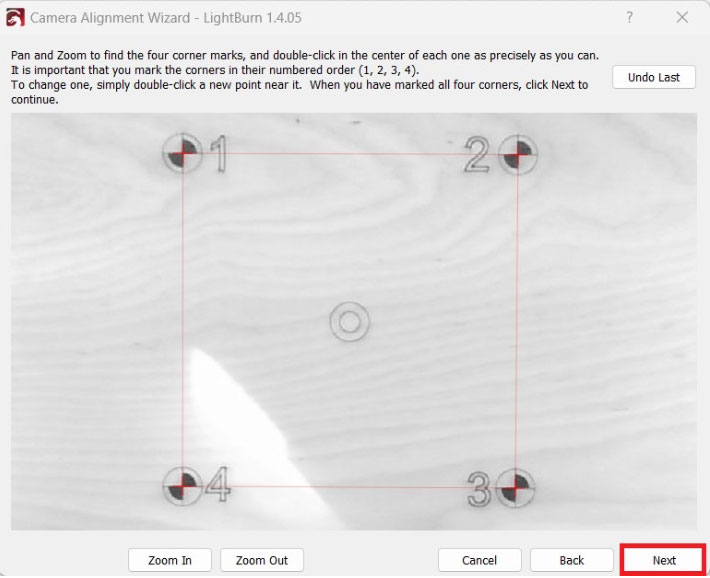 Camera Alignment Wizard - LightBurn 1.4.05
Pan and Zoom to find the four corner marks, and double-click in the center of each one as precisely as you can.
It is important that you mark the corners in their numbered order (1, 2, 3, 4).
To change one, simply double-click a new point near it.  When you have marked all four corners, click Next to
continue.
Undo Last
1 2
4 3
Zoom In Zoom Out Cancel Back Next